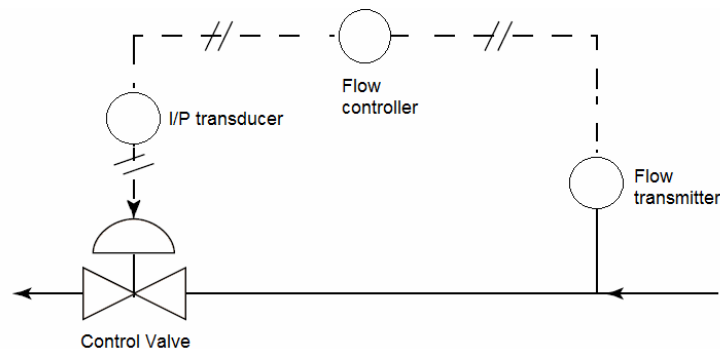 Flow
controller
I/P transducer
Flow
transmitter
Control Valve